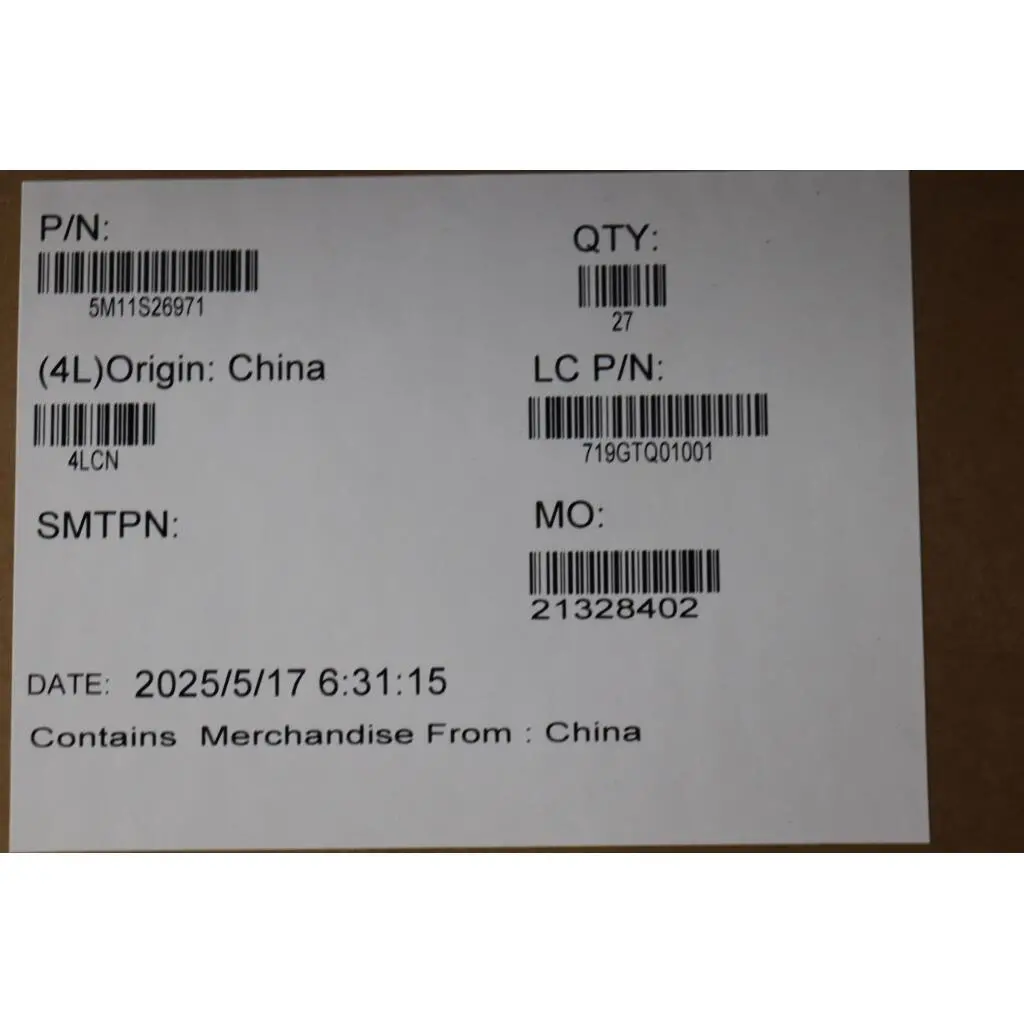 P/N:
5M11S26971
QTY:
27
(4L)Origin: China
4LCN
LC P/N:
719GTQ01001
SMTPN:
MO:
21328402
DATE: 2025/5/17 6:31:15
Contains Merchandise From : China